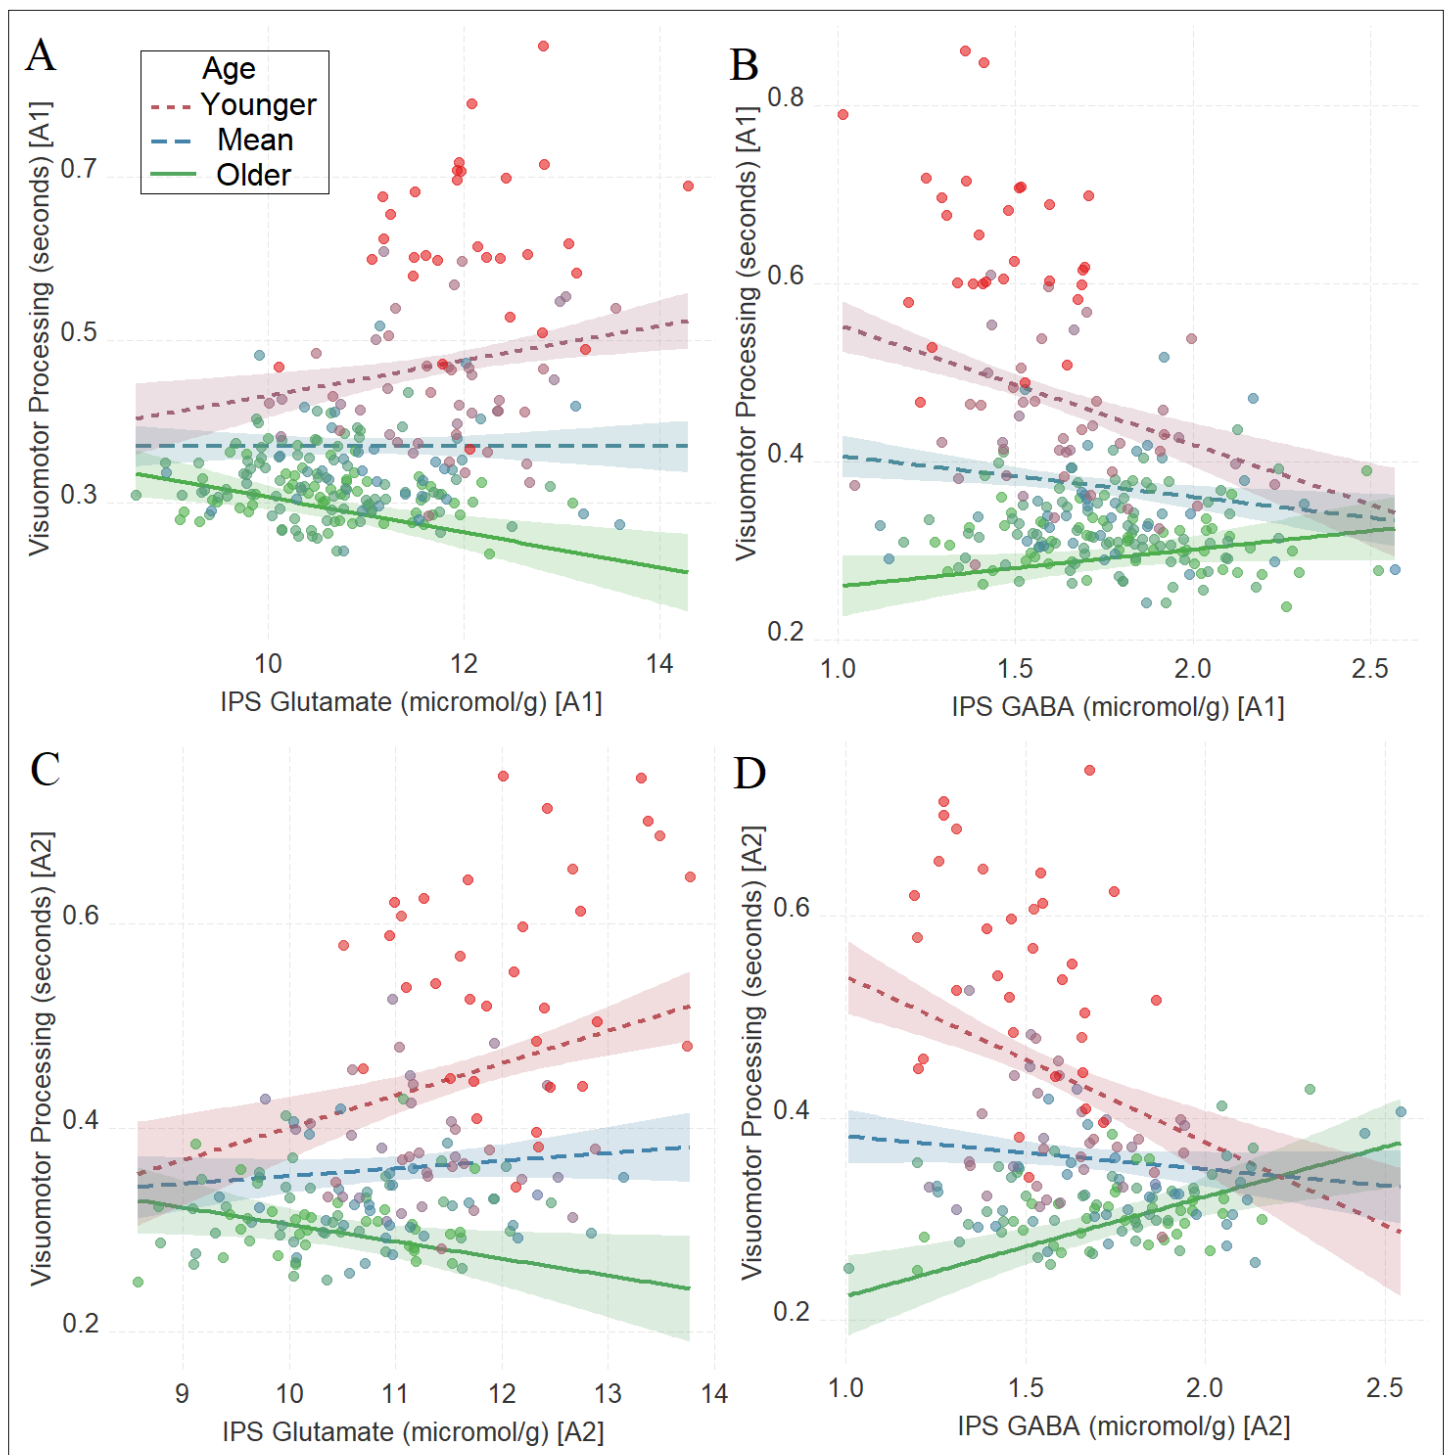 A
Age
Younger
Mean
Older
Visuomotor Processing (seconds) [A1]
0.7
0.5
0.3
10 12 14
IPS Glutamate (micromol/g) [A1]
B
Visuomotor Processing (seconds) [A1]
0.8
0.6
0.4
0.2
1.0 1.5 2.0 2.5
IPS GABA (micromol/g) [A1]
C
Visuomotor Processing (seconds) [A2]
0.6
0.4
0.2
9 10 11 12 13 14
IPS Glutamate (micromol/g) [A2]
D
Visuomotor Processing (seconds) [A2]
0.6
0.4
0.2
1.0 1.5 2.0 2.5
IPS GABA (micromol/g) [A2]